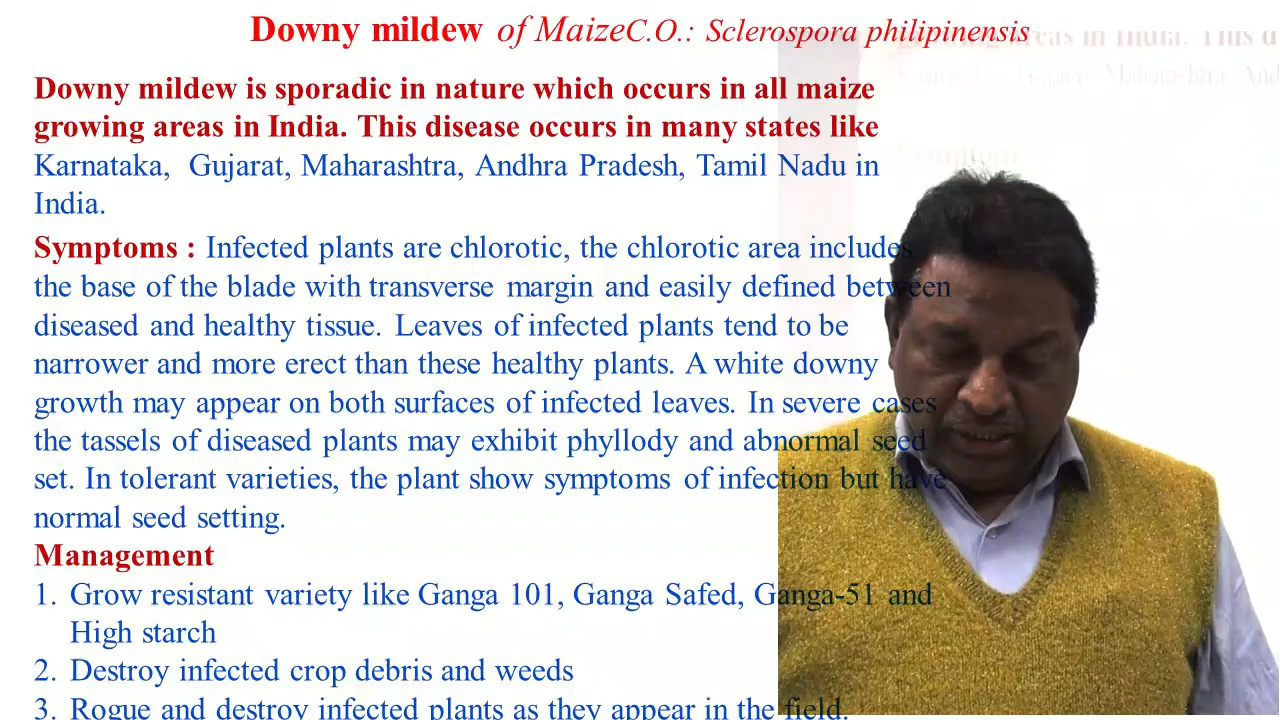 Downy mildew of MaizeC.O.: Sclerospora philipinensis
Downy mildew is sporadic in nature which occurs in all maize
growing areas in India. This disease occurs in many states like
Karnataka, Gujarat, Maharashtra, Andhra Pradesh, Tamil Nadu in
India.
Symptoms : Infected plants are chlorotic, the chlorotic area includes
the base of the blade with transverse margin and easily defined between
diseased and healthy tissue. Leaves of infected plants tend to be
narrower and more erect than these healthy plants. A white downy
growth may appear on both surfaces of infected leaves. In severe cases
the tassels of diseased plants may exhibit phyllody and abnormal seed
set. In tolerant varieties, the plant show symptoms of infection but have
normal seed setting.
Management
1. Grow resistant variety like Ganga 101, Ganga Safed, Ganga-51 and
High starch
2. Destroy infected crop debris and weeds
3. Rogue and destroy infected plants as they appear in the field.